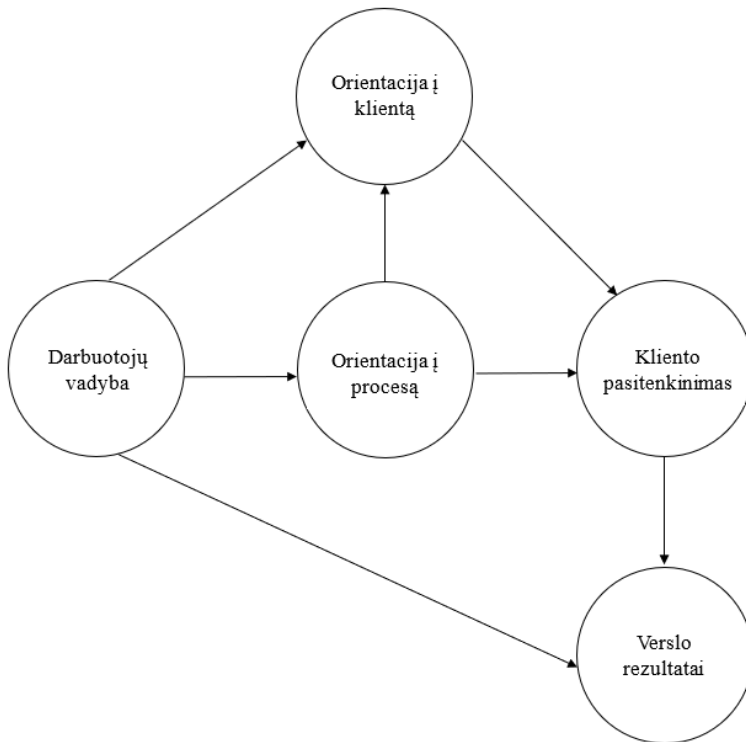 Orientacija į
klientą
Darbuotojų
vadyba
Orientacija į
procesą
Kliento
pasitenkinimas
Verslo
rezultatai